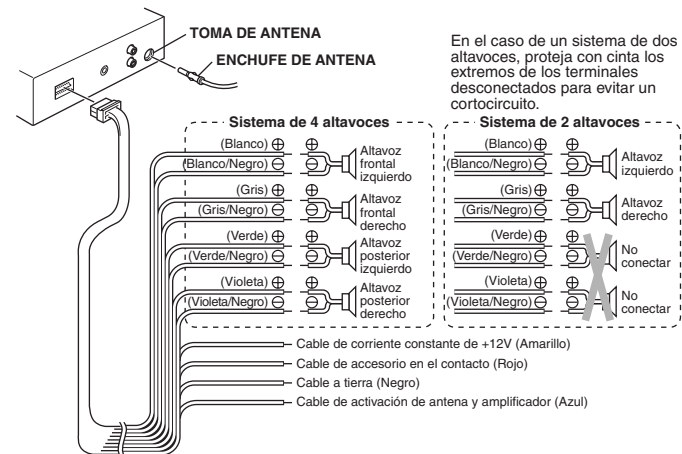 TOMA DE ANTENA
ENCHUFE DE ANTENA
En el caso de un sistema de dos
altavoces, proteja con cinta los
extremos de los terminales
desconectados para evitar un
cortocircuito.
Sistema de 4 altavoces
(Blanco) ⊕ ⊕
(Blanco/Negro) ⊖ ⊖
Altavoz
frontal
izquierdo
(Gris) ⊕ ⊕
(Gris/Negro) ⊖ ⊖
Altavoz
frontal
derecho
(Verde) ⊕ ⊕
(Verde/Negro) ⊖ ⊖
Altavoz
posterior
izquierdo
(Violeta) ⊕ ⊕
(Violeta/Negro) ⊖ ⊖
Altavoz
posterior
derecho
Sistema de 2 altavoces
(Blanco) ⊕ ⊕
(Blanco/Negro) ⊖ ⊖
Altavoz
izquierdo
(Gris) ⊕ ⊕
(Gris/Negro) ⊖ ⊖
Altavoz
derecho
(Verde) ⊕ ⊕
(Verde/Negro) ⊖ ⊖
No
conectar
(Violeta) ⊕ ⊕
(Violeta/Negro) ⊖ ⊖
No
conectar
Cable de corriente constante de +12V (Amarillo)
Cable de accesorio en el contacto (Rojo)
Cable a tierra (Negro)
Cable de activación de antena y amplificador (Azul)